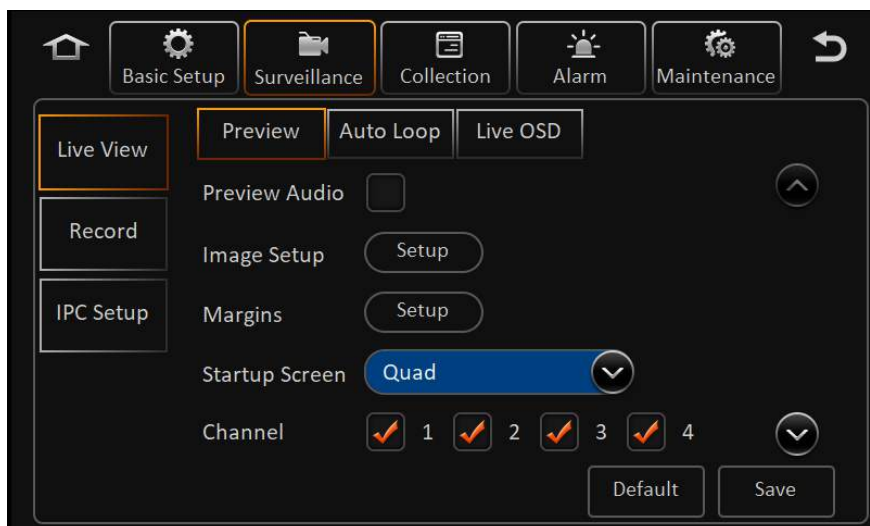 Basic Setup Surveillance Collection Alarm Maintenance
Live View
Record
IPC Setup
Preview Auto Loop Live OSD
Preview Audio
Image Setup Setup
Margins Setup
Startup Screen Quad
Channel 1 2 3 4
Default Save